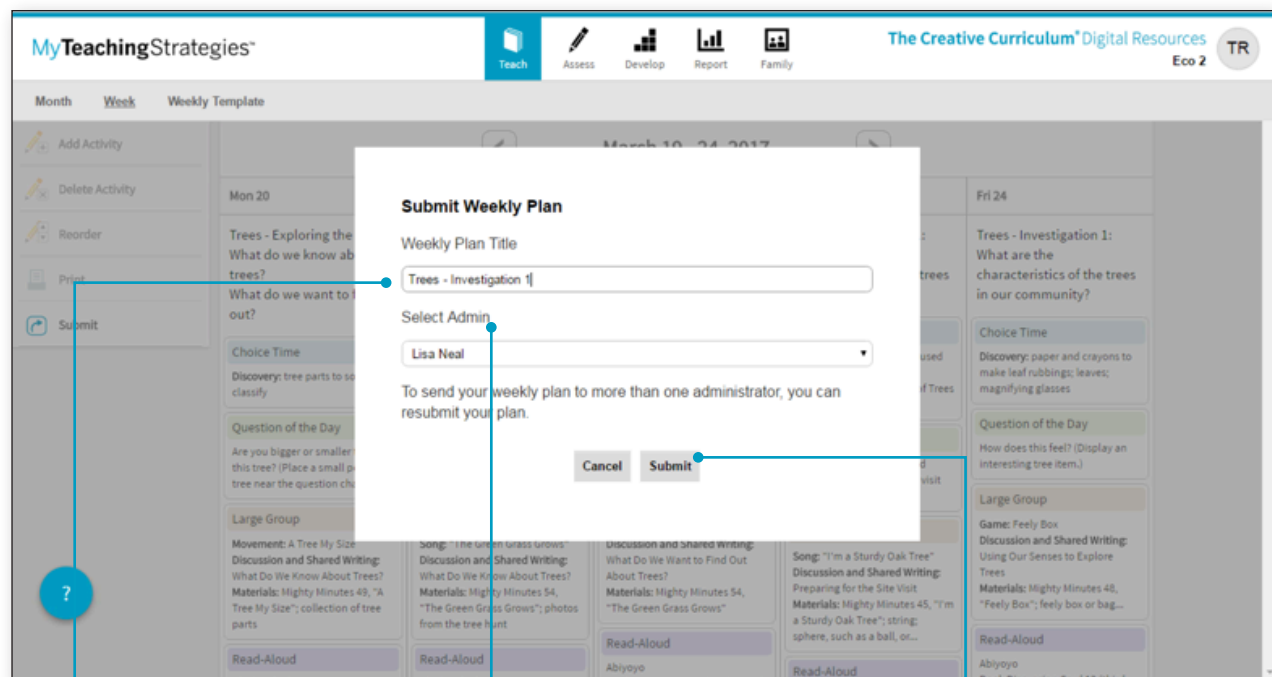 MyTeachingStrategies™
Teach
Assess
Develop
Report
Family
The Creative Curriculum® Digital Resources
Eco 2
TR
Month Week Weekly Template
Add Activity
Delete Activity
Reorder
Print
Submit
March 19 - 24, 2017
Mon 20
Trees - Exploring the
What do we know ab
trees?
What do we want to
out?
Choice Time
Discovery: tree parts to so
classify
Question of the Day
Are you bigger or smaller
this tree? (Place a small p
tree near the question cha
Large Group
Movement: A Tree My Size
Discussion and Shared Writing:
What Do We Know About Trees?
Materials: Mighty Minutes 49, "A
Tree My Size"; collection of tree
parts
Read-Aloud
Submit Weekly Plan
Weekly Plan Title
Trees - Investigation 1
Select Admin
Lisa Neal
To send your weekly plan to more than one administrator, you can
resubmit your plan.
Cancel Submit
Song: "The Green Grass Grows"
Discussion and Shared Writing:
What Do We Know About Trees?
Materials: Mighty Minutes 54,
"The Green Grass Grows"; photos
from the tree hunt
Read-Aloud
Discussion and Shared Writing:
What Do We Want to Find Out
About Trees?
Materials: Mighty Minutes 54,
"The Green Grass Grows"
Read-Aloud
Abiyoyo
trees
used
of Trees
visit
Song: "I'm a Sturdy Oak Tree"
Discussion and Shared Writing:
Preparing for the Site Visit
Materials: Mighty Minutes 45, "I'm
a Sturdy Oak Tree"; string;
sphere, such as a ball, or...
Read-Aloud
Fri 24
Trees - Investigation 1:
What are the
characteristics of the trees
in our community?
Choice Time
Discovery: paper and crayons to
make leaf rubbings; leaves;
magnifying glasses
Question of the Day
How does this feel? (Display an
interesting tree item.)
Large Group
Game: Feely Box
Discussion and Shared Writing:
Using Our Senses to Explore
Trees
Materials: Mighty Minutes 48,
"Feely Box"; feely box or bag...
Read-Aloud
Abiyoyo
?